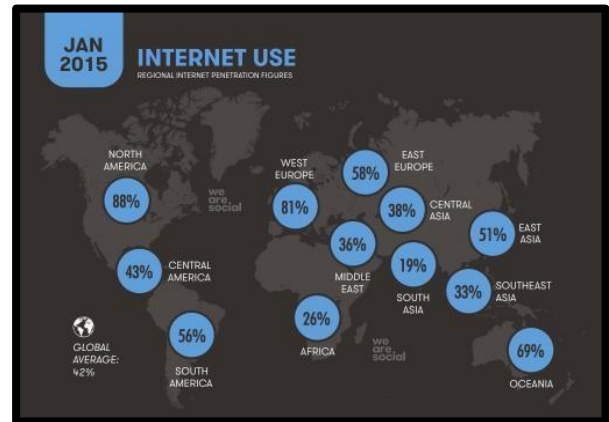 JAN
2015
INTERNET USE
REGIONAL INTERNET PENETRATION FIGURES
NORTH
AMERICA
88%
we
are.
social
WEST
EUROPE
81%
EAST
EUROPE
58%
38%
CENTRAL
ASIA
51%
EAST
ASIA
43%
CENTRAL
AMERICA
36%
MIDDLE
EAST
19%
SOUTH
ASIA
33%
SOUTHEAST
ASIA
26%
AFRICA
we
are.
social
56%
SOUTH
AMERICA
69%
OCEANIA
GLOBAL
AVERAGE:
42%